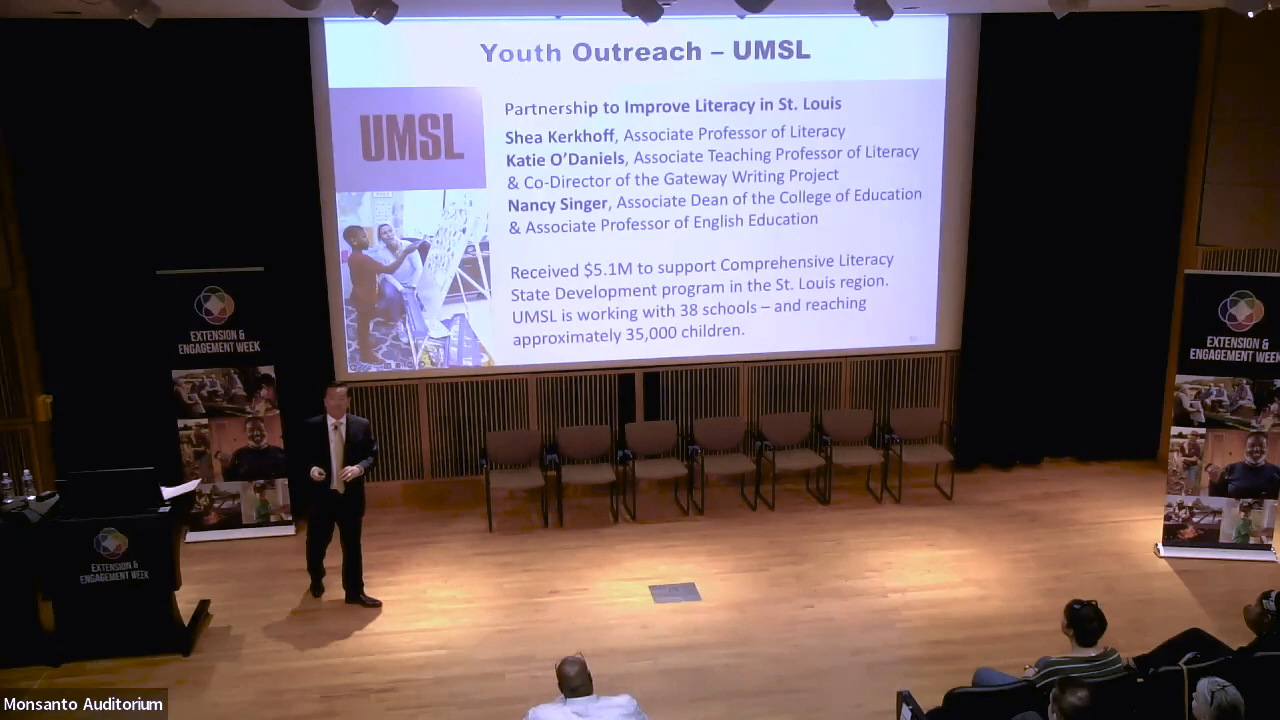 Youth Outreach – UMSL
UMSL
Partnership to Improve Literacy in St. Louis
Shea Kerkhoff, Associate Professor of Literacy
Katie O'Daniels, Associate Teaching Professor of Literacy
& Co-Director of the Gateway Writing Project
Nancy Singer, Associate Dean of the College of Education
& Associate Professor of English Education
Received $5.1M to support Comprehensive Literacy
State Development program in the St. Louis region.
UMSL is working with 38 schools – and reaching
approximately 35,000 children.
EXTENSION &
ENGAGEMENT WEEK
EXTENSION &
ENGAGEMENT WEEK
EXTENSION &
ENGAGEMENT WEEK
Monsanto Auditorium